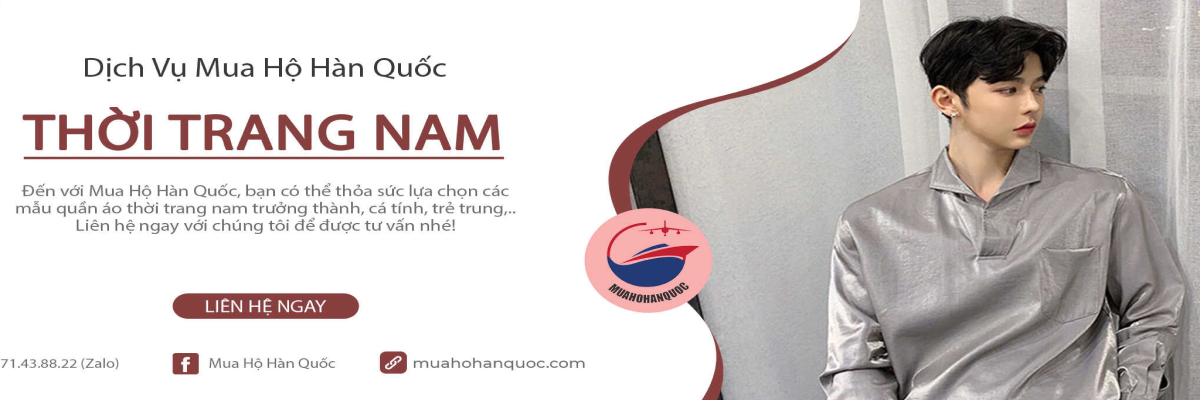 Dịch Vụ Mua Hộ Hàn Quốc
THỜI TRANG NAM
Đến với Mua Hộ Hàn Quốc, bạn có thể thỏa sức lựa chọn các
mẫu quần áo thời trang nam trưởng thành, cá tính, trẻ trung,..
Liên hệ ngay với chúng tôi để được tư vấn nhé!
MUAHOHANQUOC
LIÊN HỆ NGAY
71.43.88.22 (Zalo)
Mua Hộ Hàn Quốc
muahohanquoc.com